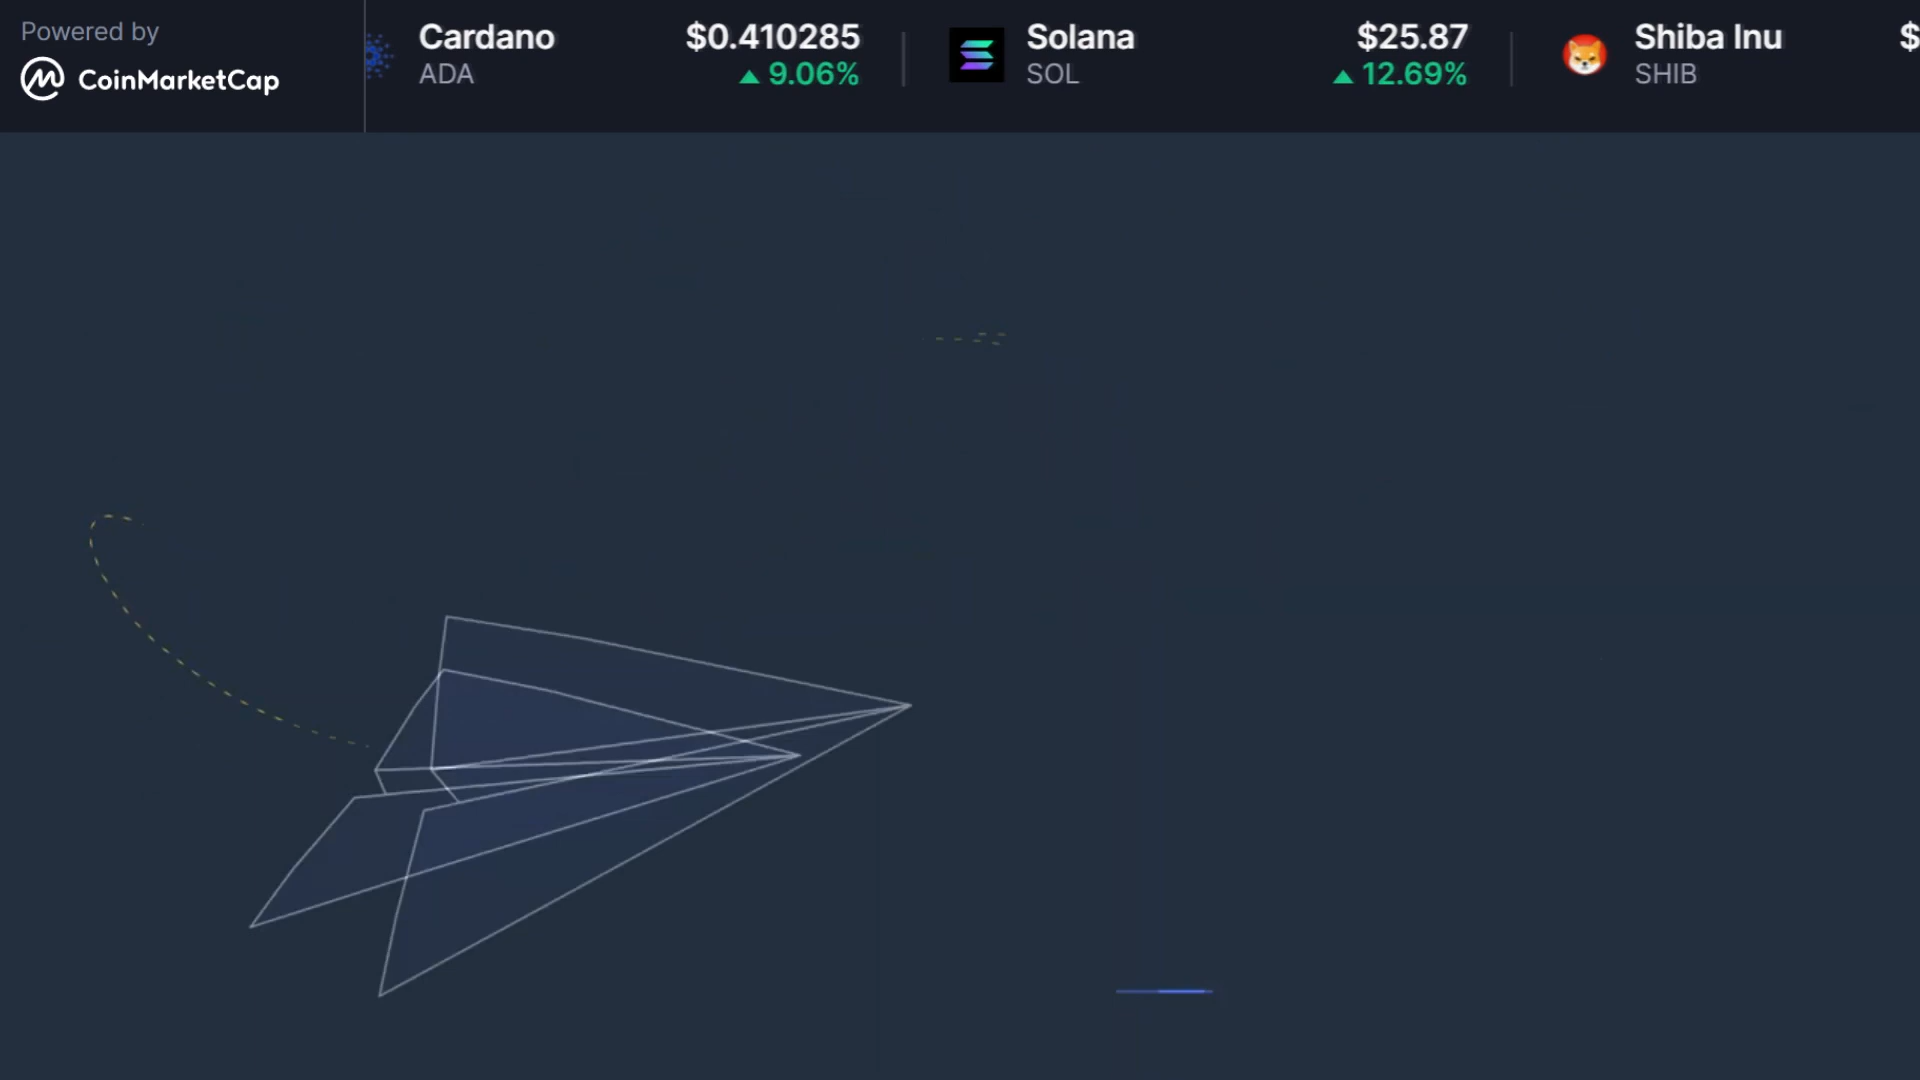 Powered by
CoinMarketCap
Cardano
ADA
$0.410285
9.06%
Solana
SOL
$25.87
12.69%
Shiba Inu
SHIB
$